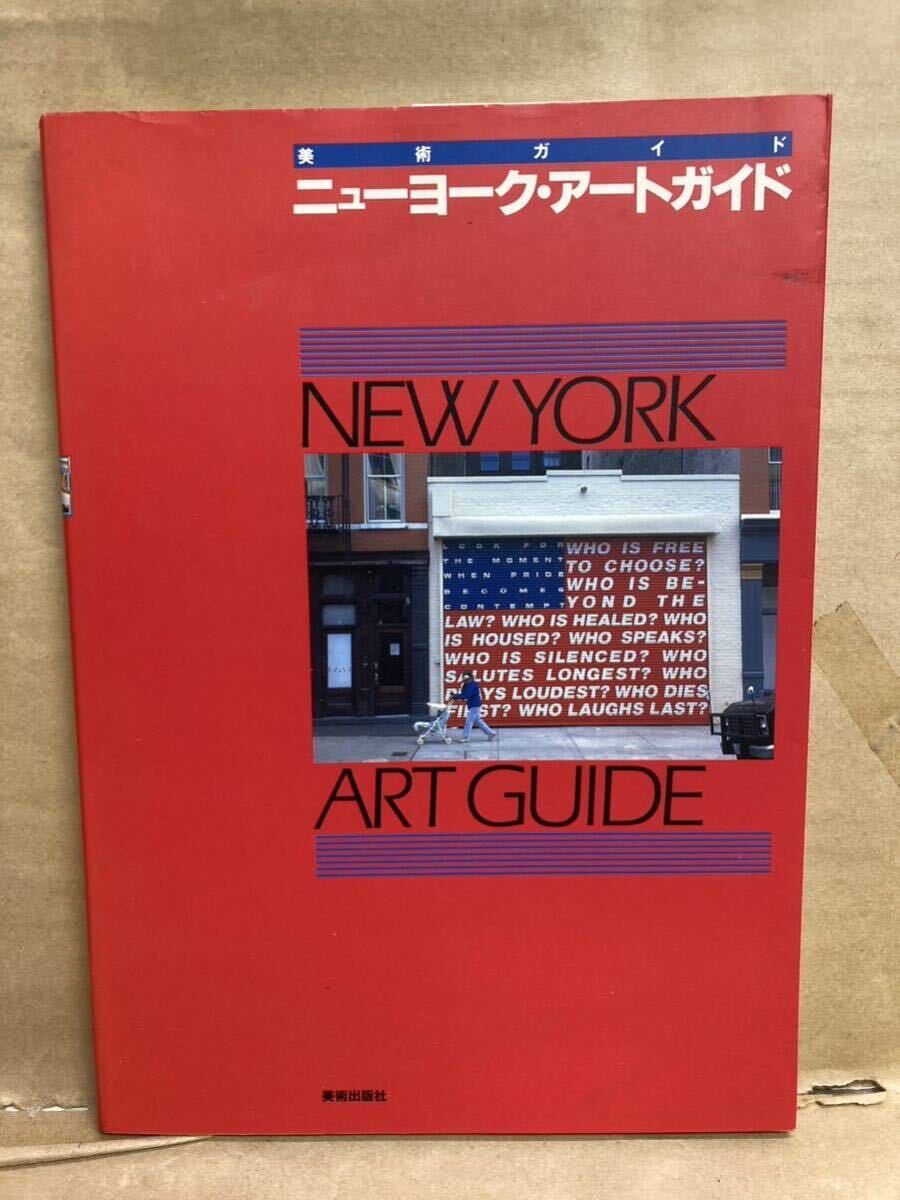 美術ガイド
ニューヨーク・アートガイド
NEW YORK
LOOK FOR
THE MOMENT
WHEN PRIDE
BECOMES
CONTEMPT
WHO IS FREE
TO CHOOSE?
WHO IS BE-
YOND THE
LAW? WHO IS HEALED? WHO
IS HOUSED? WHO SPEAKS?
WHO IS SILENCED? WHO
SALUTES LONGEST? WHO
PRAYS LOUDEST? WHO DIES
FIRST? WHO LAUGHS LAST?
ART GUIDE
美術出版社